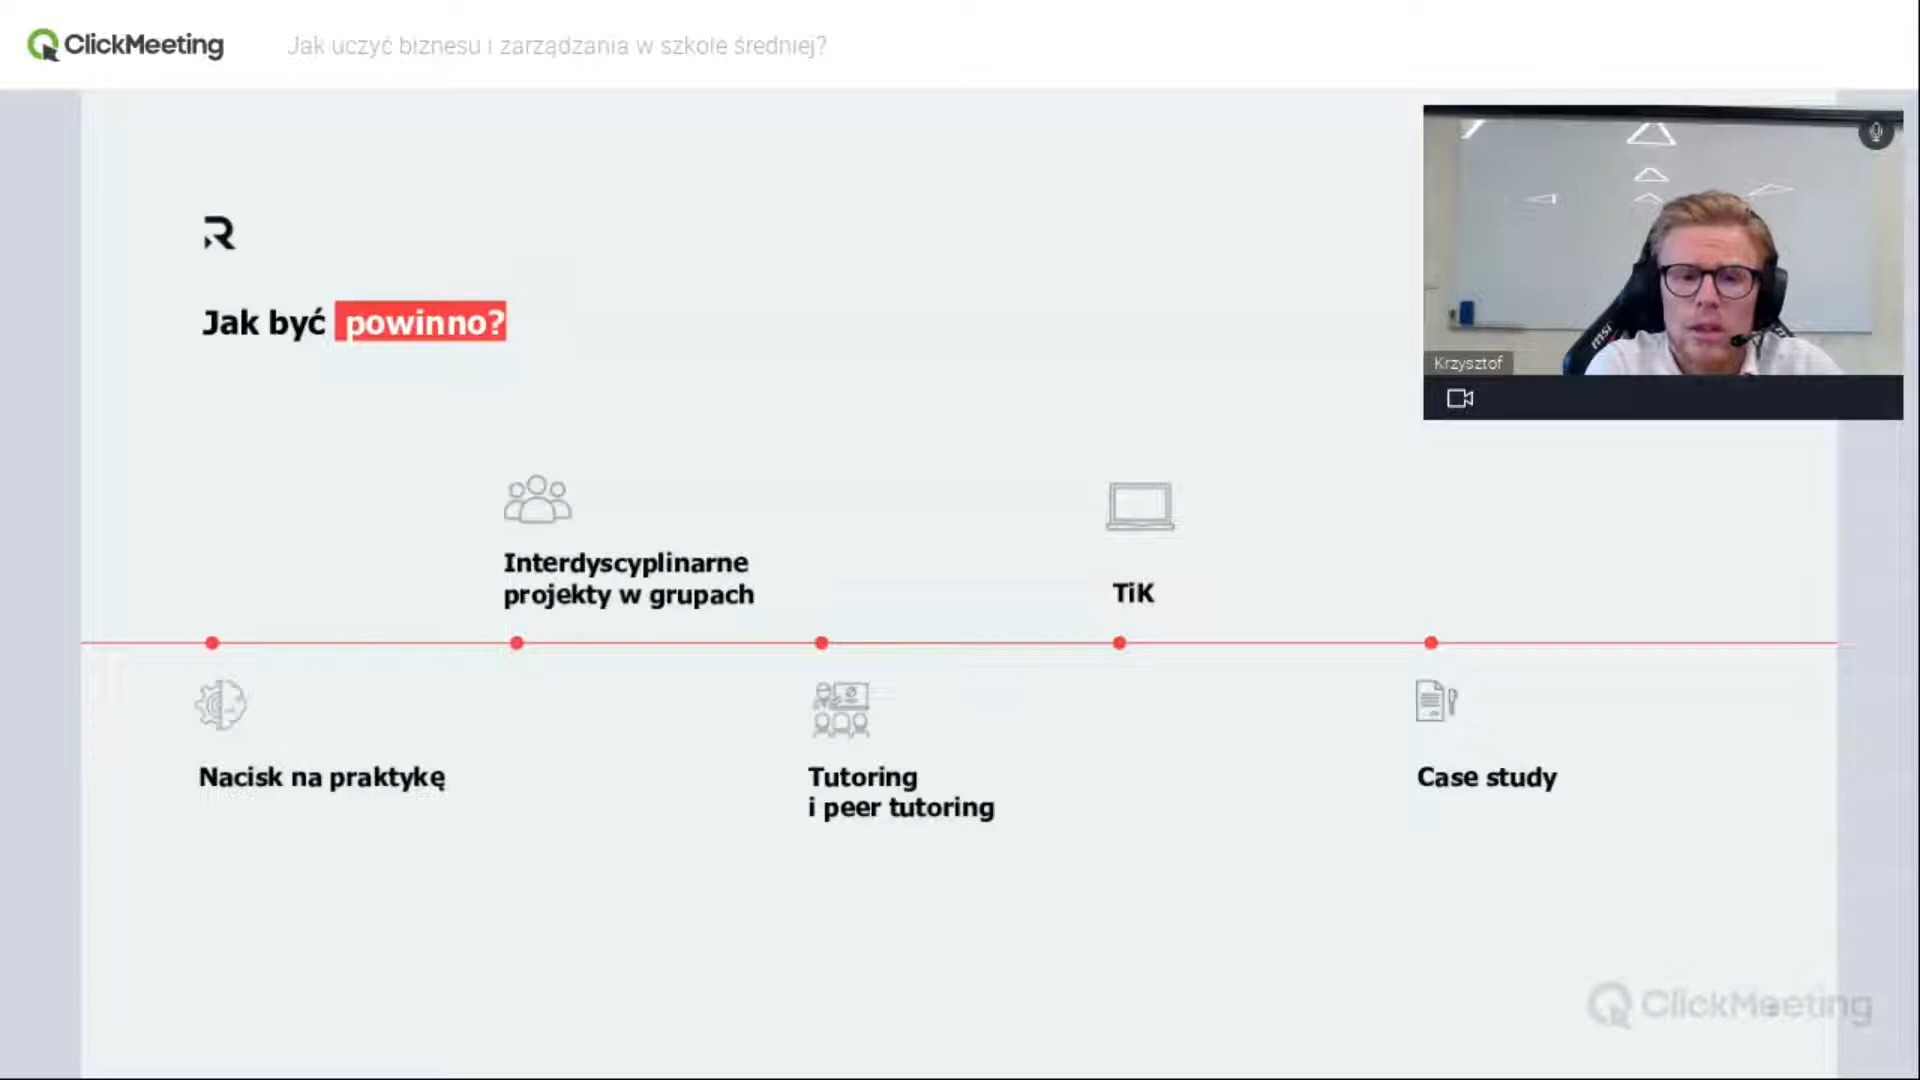 ClickMeeting
Jak uczyć biznesu i zarządzania w szkole średniej?
Jak być powinno?
msi
Krzysztof
Interdyscyplinarne
projekty w grupach
TiK
Nacisk na praktykę
Tutoring
i peer tutoring
Case study
ClickMeeting